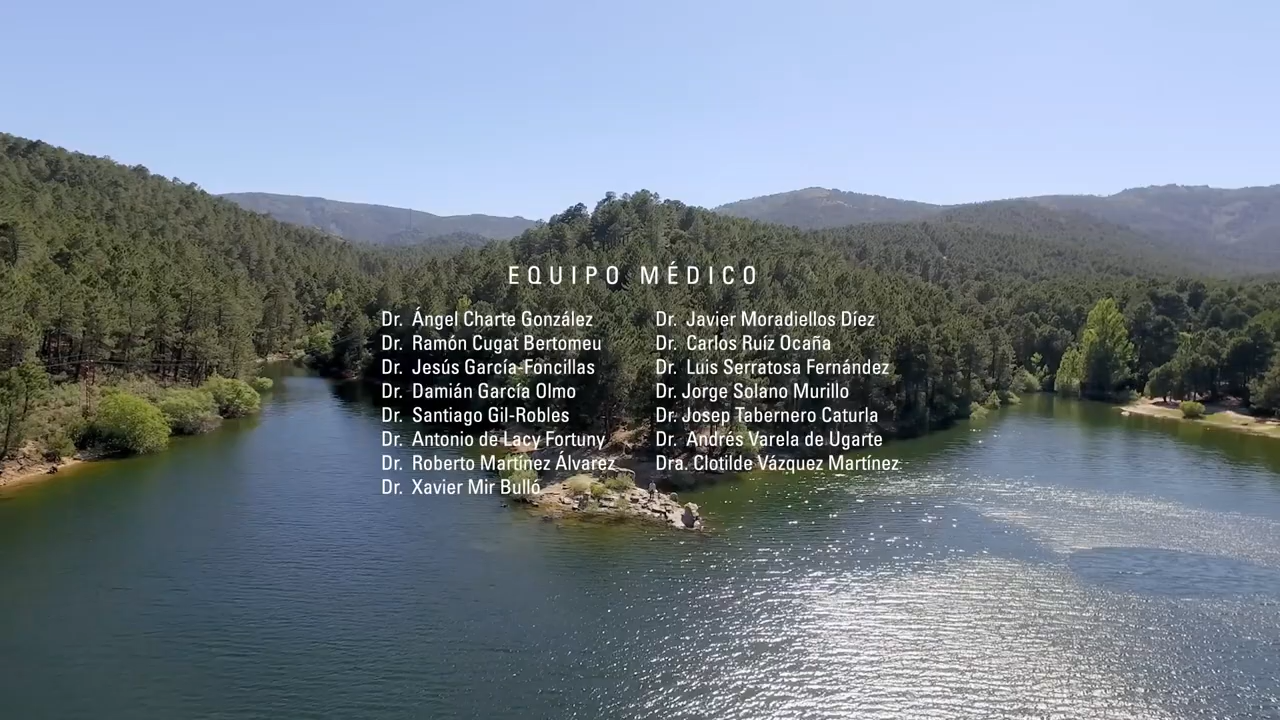 EQUIPO MÉDICO
Dr. Ángel Charte González
Dr. Ramón Cugat Bertomeu
Dr. Jesús García-Foncillas
Dr. Damián García Olmo
Dr. Santiago Gil-Robles
Dr. Antonio de Lacy Fortuny
Dr. Roberto Martínez Álvarez
Dr. Xavier Mir Bulló
Dr. Javier Moradiellos Díez
Dr. Carlos Ruíz Ocaña
Dr. Luis Serratosa Fernández
Dr. Jorge Solano Murillo
Dr. Josep Tabernero Caturla
Dr. Andrés Varela de Ugarte
Dra. Clotilde Vázquez Martínez